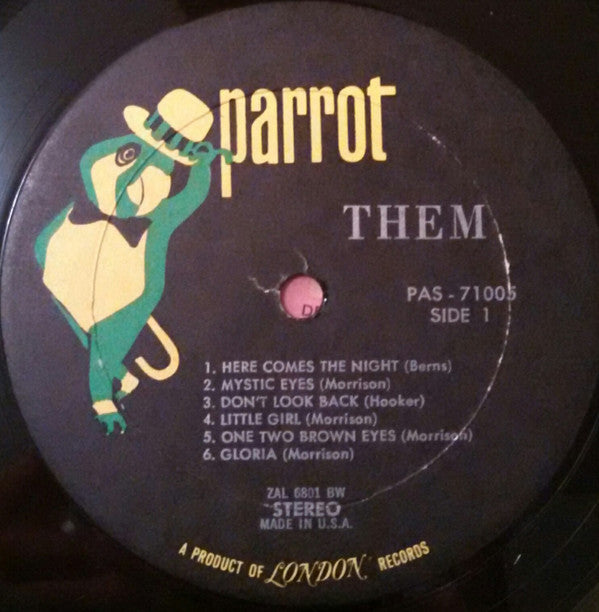 parrot
THEM
PAS - 71005
SIDE 1
1. HERE COMES THE NIGHT (Berns)
2. MYSTIC EYES (Morrison)
3. DON'T LOOK BACK (Hooker)
4. LITTLE GIRL (Morrison)
5. ONE TWO BROWN EYES (Morrison)
6. GLORIA (Morrison)
ZAL 6801 BW
STEREO
MADE IN U.S.A.
A PRODUCT OF LONDON RECORDS